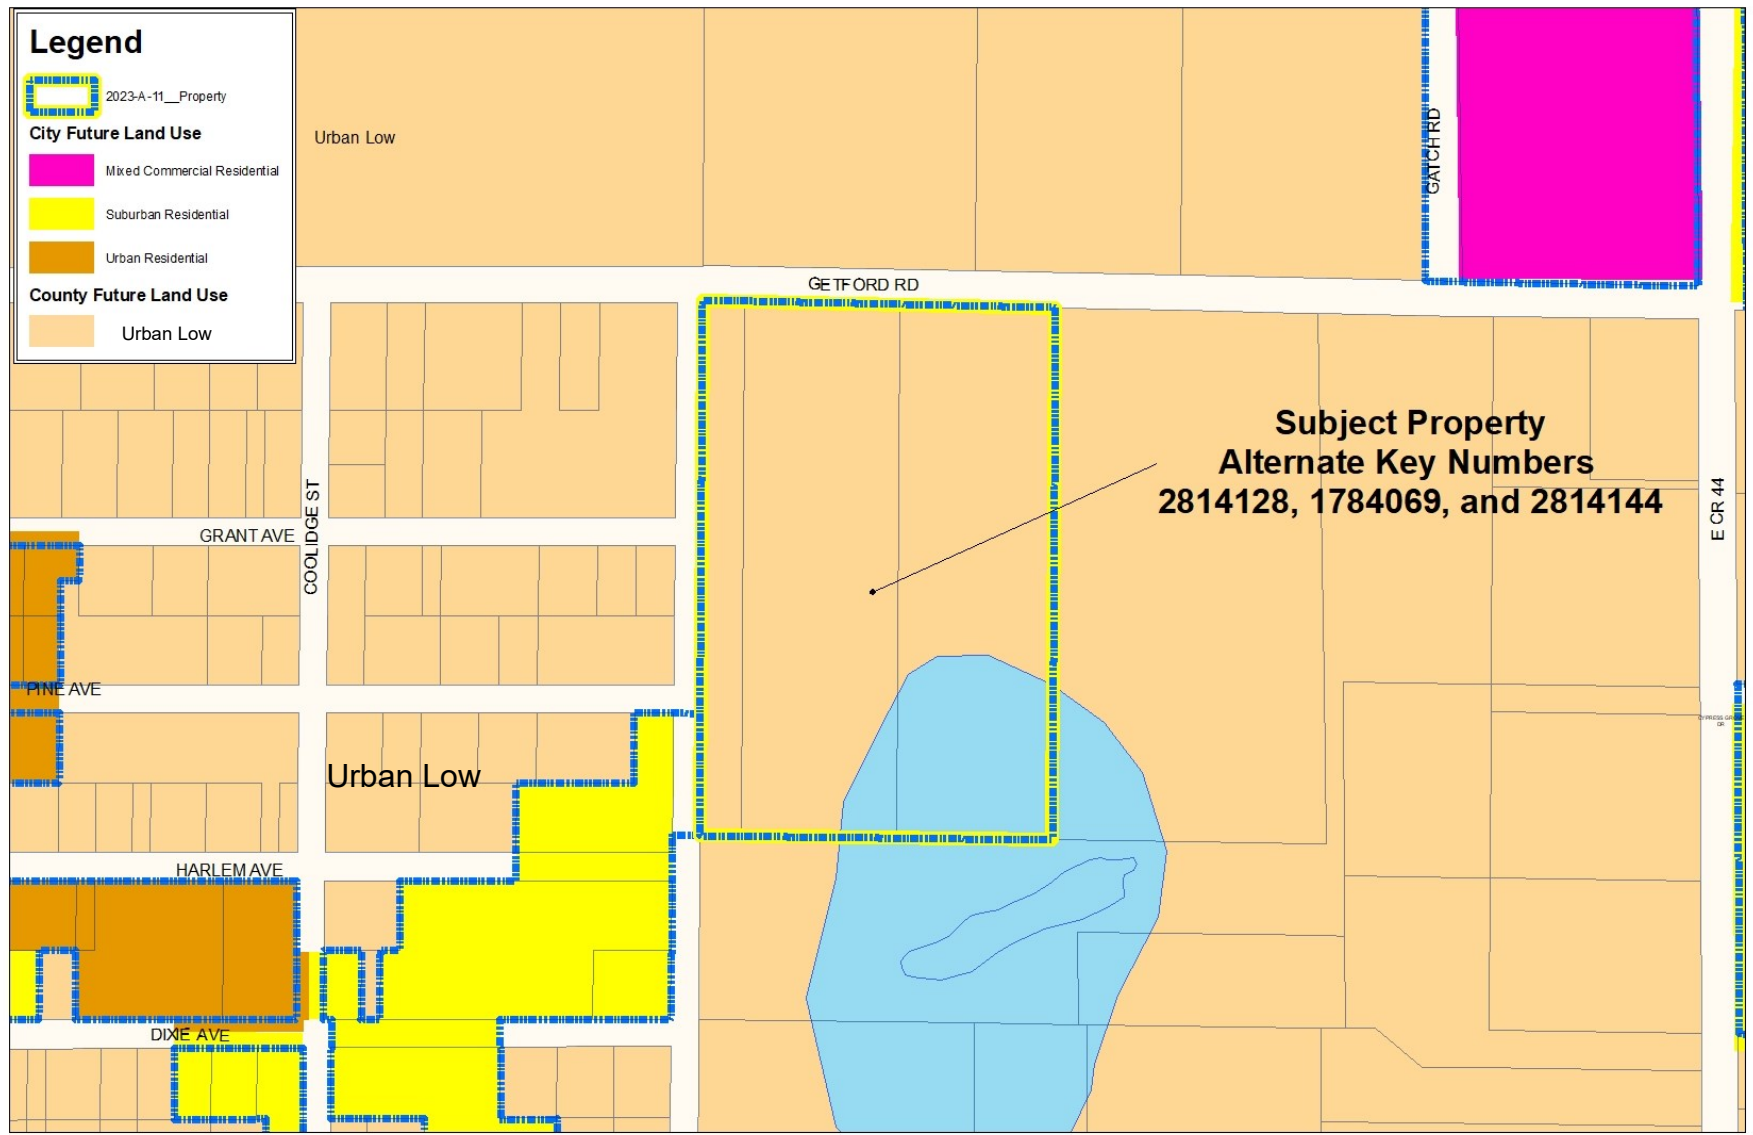 Legend
2023-A-11__Property
City Future Land Use
Mixed Commercial Residential
Suburban Residential
Urban Residential
County Future Land Use
Urban Low
Urban Low
GATCH RD
GETFORD RD
Subject Property
Alternate Key Numbers
2814128, 1784069, and 2814144
E CR 44
COOLIDGE ST
GRANT AVE
PINE AVE
Urban Low
HARLEM AVE
DIXIE AVE